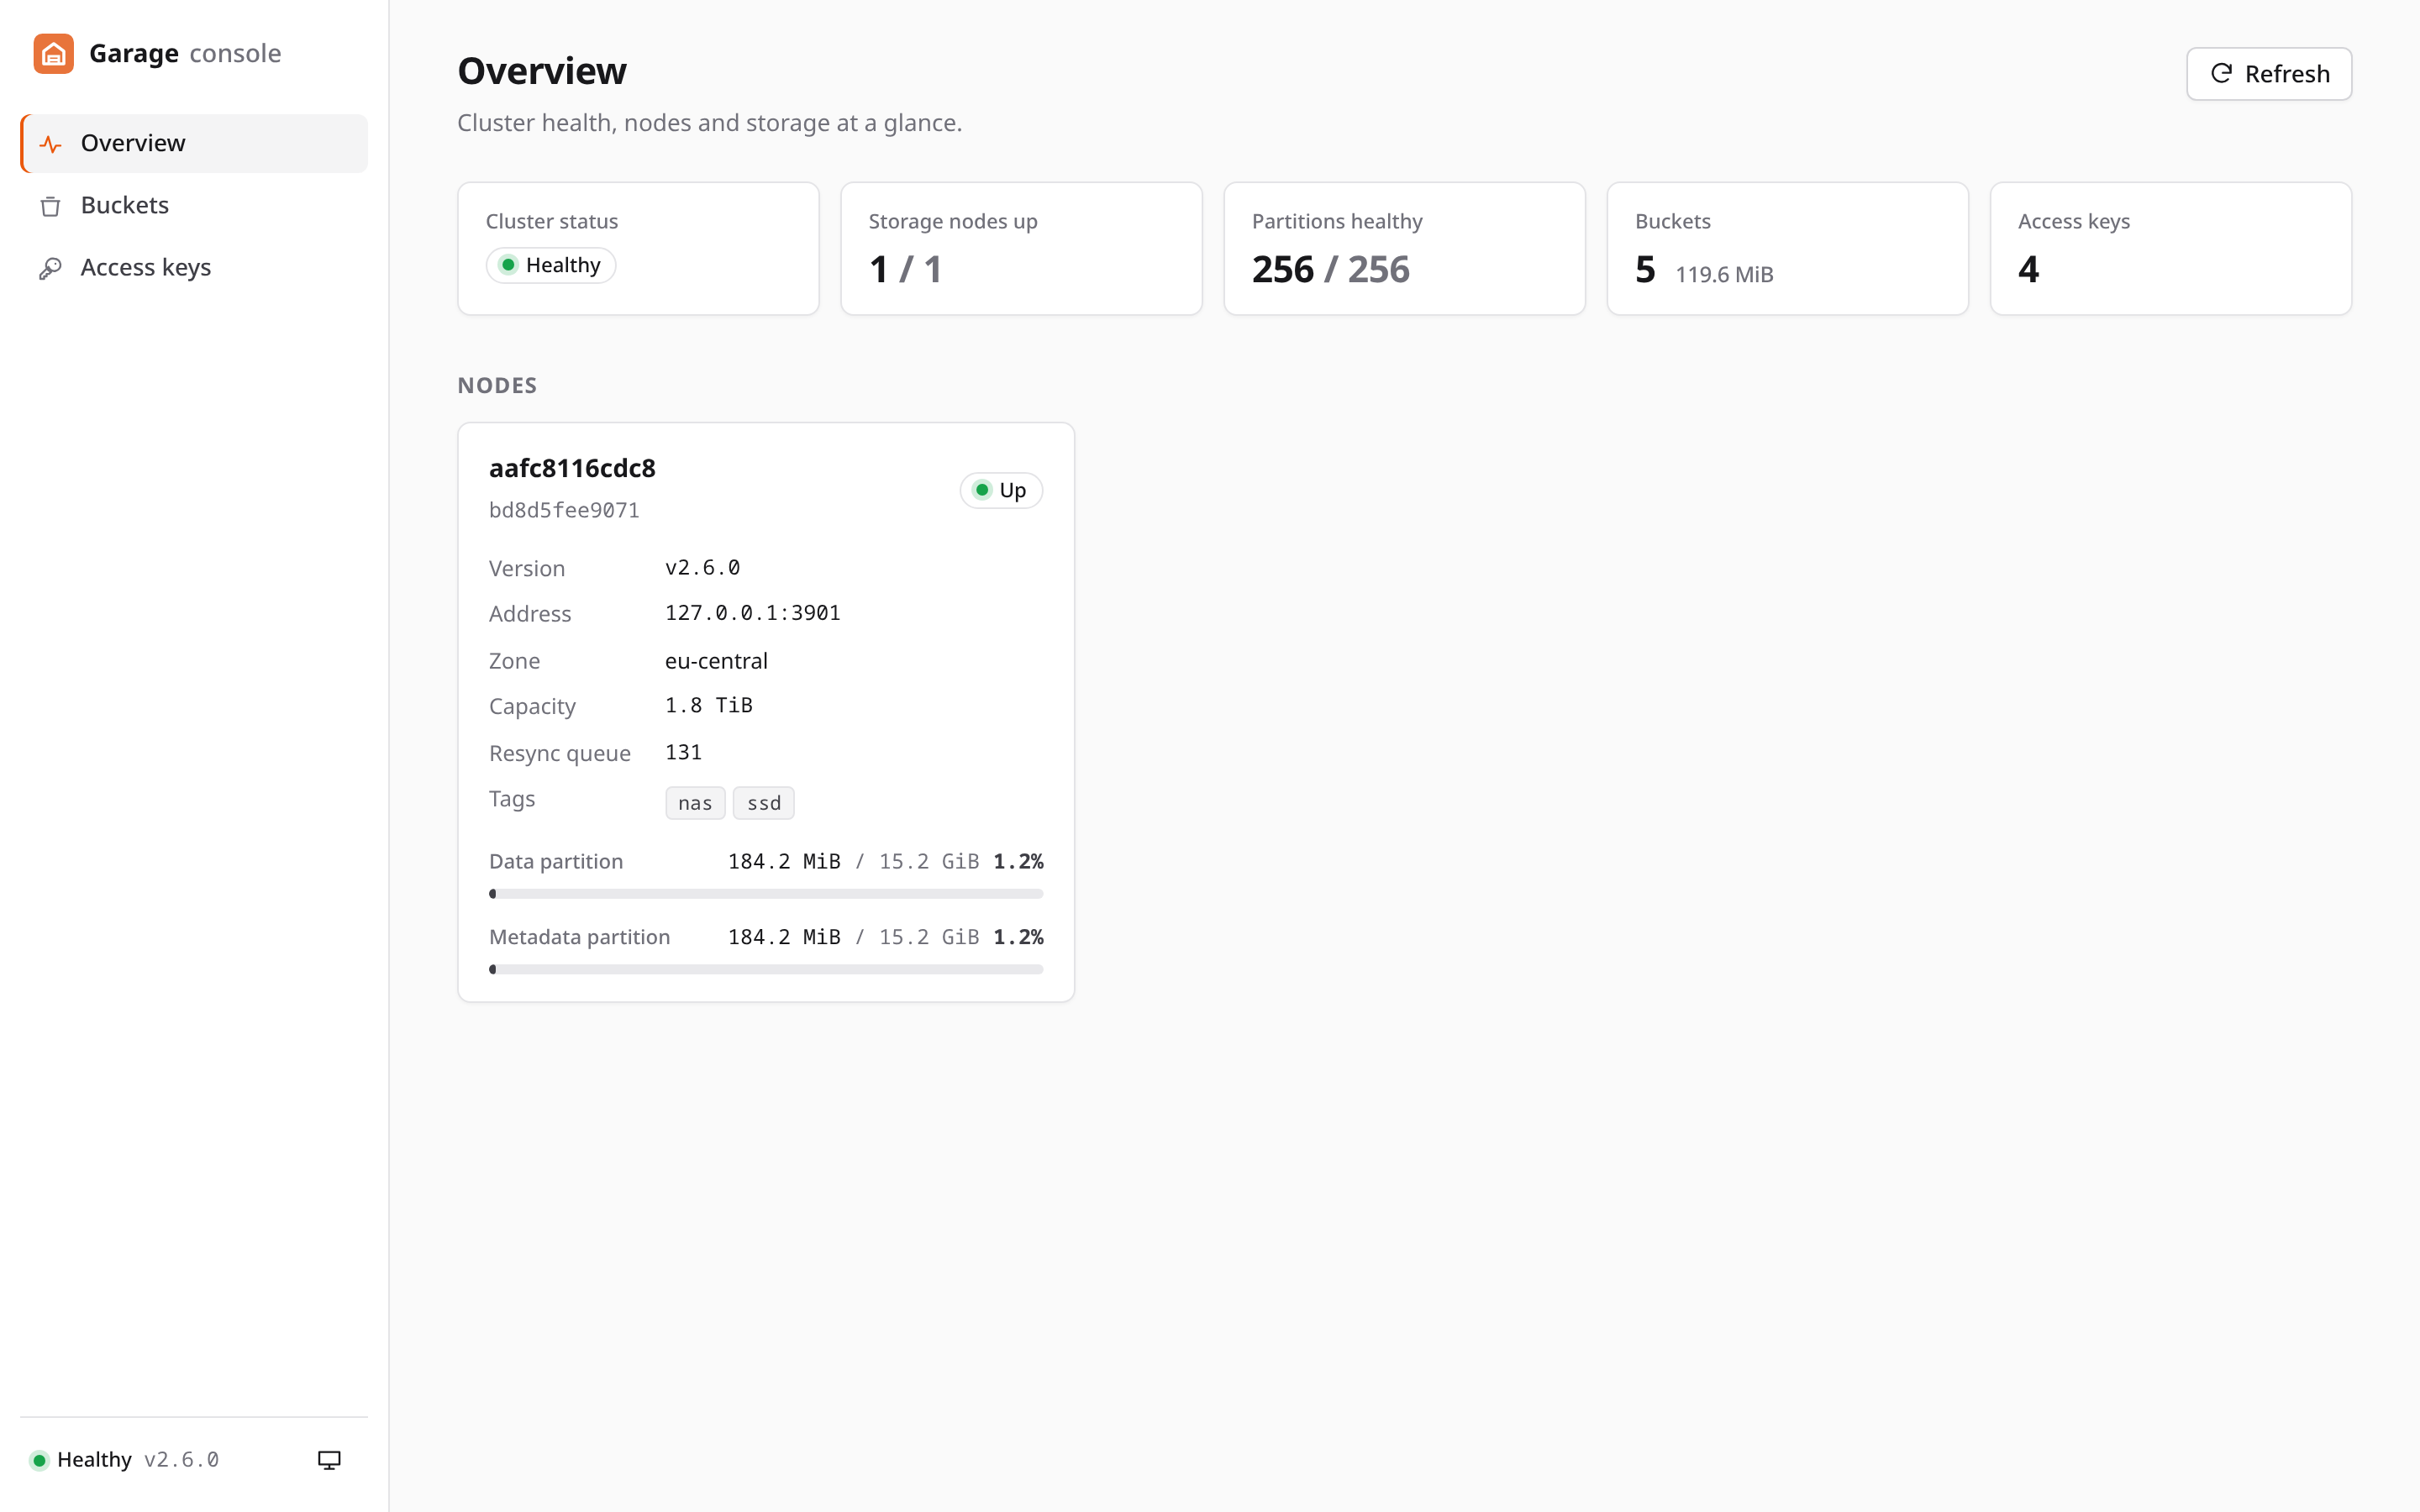 Garage console
Overview
Buckets
Access keys
Healthy v2.6.0
Overview
Refresh
Cluster health, nodes and storage at a glance.
Cluster status
Healthy
Storage nodes up
1 / 1
Partitions healthy
256 / 256
Buckets
5 119.6 MiB
Access keys
4
NODES
aafc8116cdc8
bd8d5fee9071
Up
Version v2.6.0
Address 127.0.0.1:3901
Zone eu-central
Capacity 1.8 TiB
Resync queue 131
Tags nas ssd
Data partition 184.2 MiB / 15.2 GiB 1.2%
Metadata partition 184.2 MiB / 15.2 GiB 1.2%